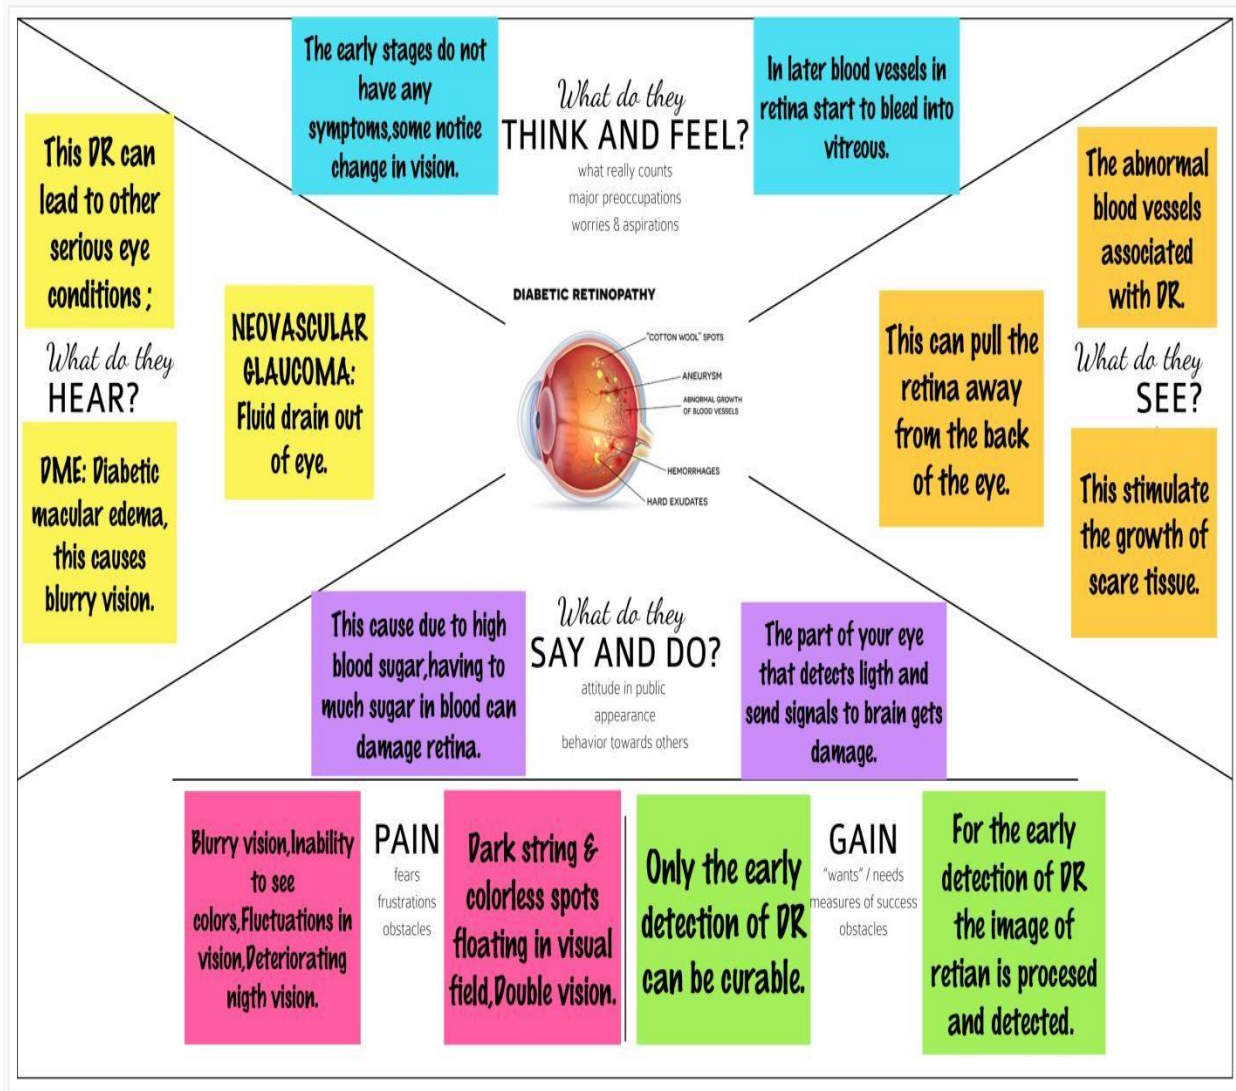 The early stages do not
have any
symptoms,some notice
change in vision.
What do they
THINK AND FEEL?
what really counts
major preoccupations
worries & aspirations
In later blood vessels in
retina start to bleed into
vitreous.
This DR can
lead to other
serious eye
conditions ;
What do they
HEAR?
DME: Diabetic
macular edema,
this causes
blurry vision.
NEOVASCULAR
GLAUCOMA:
Fluid drain out
of eye.
DIABETIC RETINOPATHY
"COTTON WOOL" SPOTS
ANEURYSM
ABNORMAL GROWTH
OF BLOOD VESSELS
HEMORRHAGES
HARD EXUDATES
This can pull the
retina away
from the back
of the eye.
The abnormal
blood vessels
associated
with DR.
What do they
SEE?
This stimulate
the growth of
scare tissue.
This cause due to high
blood sugar,having to
much sugar in blood can
damage retina.
What do they
SAY AND DO?
attitude in public
appearance
behavior towards others
The part of your eye
that detects ligth and
send signals to brain gets
damage.
Blurry vision,Inability
to see
colors,Fluctuations in
vision,Deteriorating
nigth vision.
PAIN
fears
frustrations
obstacles
Dark string &
colorless spots
floating in visual
field,Double vision.
Only the early
detection of DR
can be curable.
GAIN
"wants" / needs
measures of success
obstacles
For the early
detection of DR
the image of
retian is procesed
and detected.